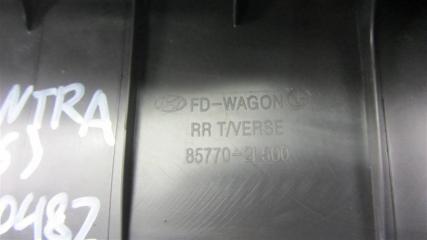 FD-WAGON
RR T/VERSE
85770-2L500
NTRA
0482